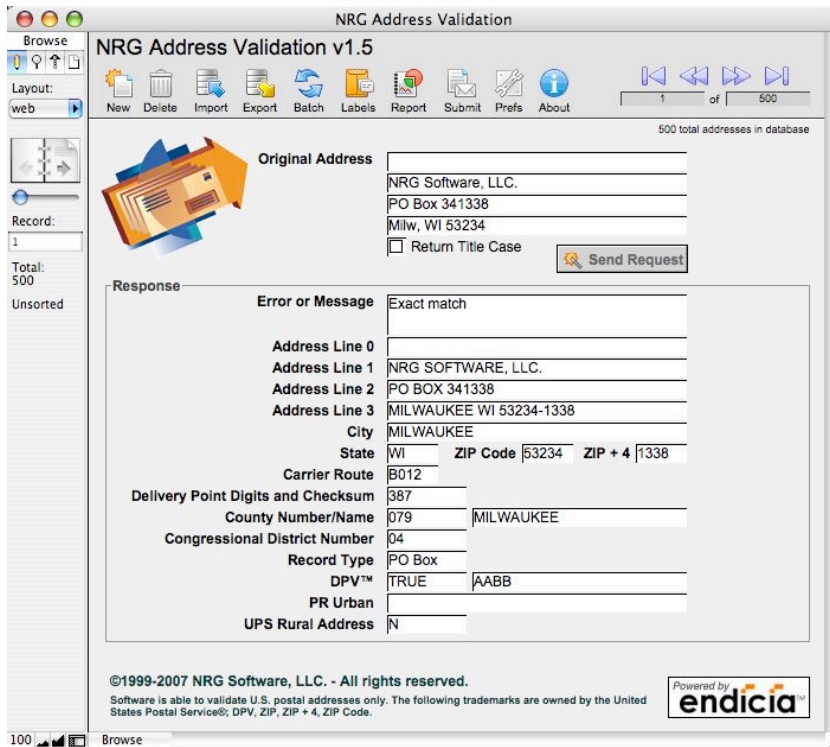 NRG Address Validation
Browse
Layout:
web
Record:
1
Total:
500
Unsorted
NRG Address Validation v1.5
New Delete Import Export Batch Labels Report Submit Prefs About
1 of 500
500 total addresses in database
Original Address
NRG Software, LLC.
PO Box 341338
Milw, WI 53234
Return Title Case
Send Request
Response
Error or Message Exact match
Address Line 0
Address Line 1 NRG SOFTWARE, LLC.
Address Line 2 PO BOX 341338
Address Line 3 MILWAUKEE WI 53234-1338
City MILWAUKEE
State WI ZIP Code 53234 ZIP + 4 1338
Carrier Route B012
Delivery Point Digits and Checksum 387
County Number/Name 079 MILWAUKEE
Congressional District Number 04
Record Type PO Box
DPV™ TRUE AABB
PR Urban
UPS Rural Address N
©1999-2007 NRG Software, LLC. - All rights reserved.
Software is able to validate U.S. postal addresses only. The following trademarks are owned by the United
States Postal Service®; DPV, ZIP, ZIP + 4, ZIP Code.
Powered by
endicia™
100 Browse